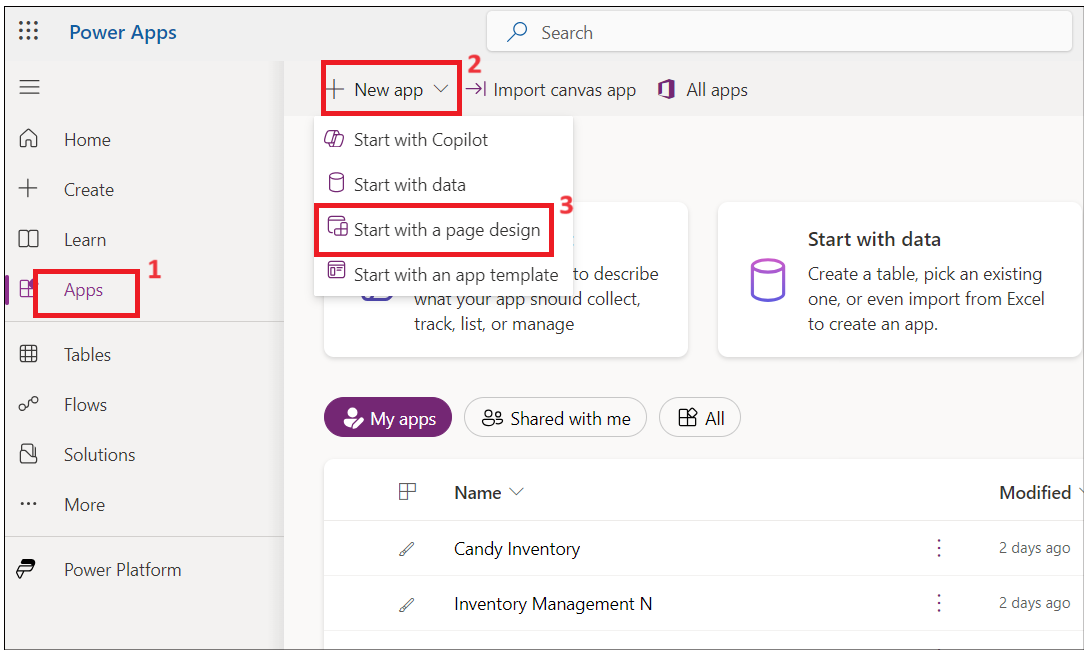 Power Apps
Search
2
New app
Import canvas app
All apps
Home
Create
Learn
1
Apps
Tables
Flows
Solutions
More
Power Platform
Start with Copilot
Start with data
3
Start with a page design
Start with an app template
to describe
what your app should collect,
track, list, or manage
Start with data
Create a table, pick an existing
one, or even import from Excel
to create an app.
My apps
Shared with me
All
Name
Modified
Candy Inventory
2 days ago
Inventory Management N
2 days ago